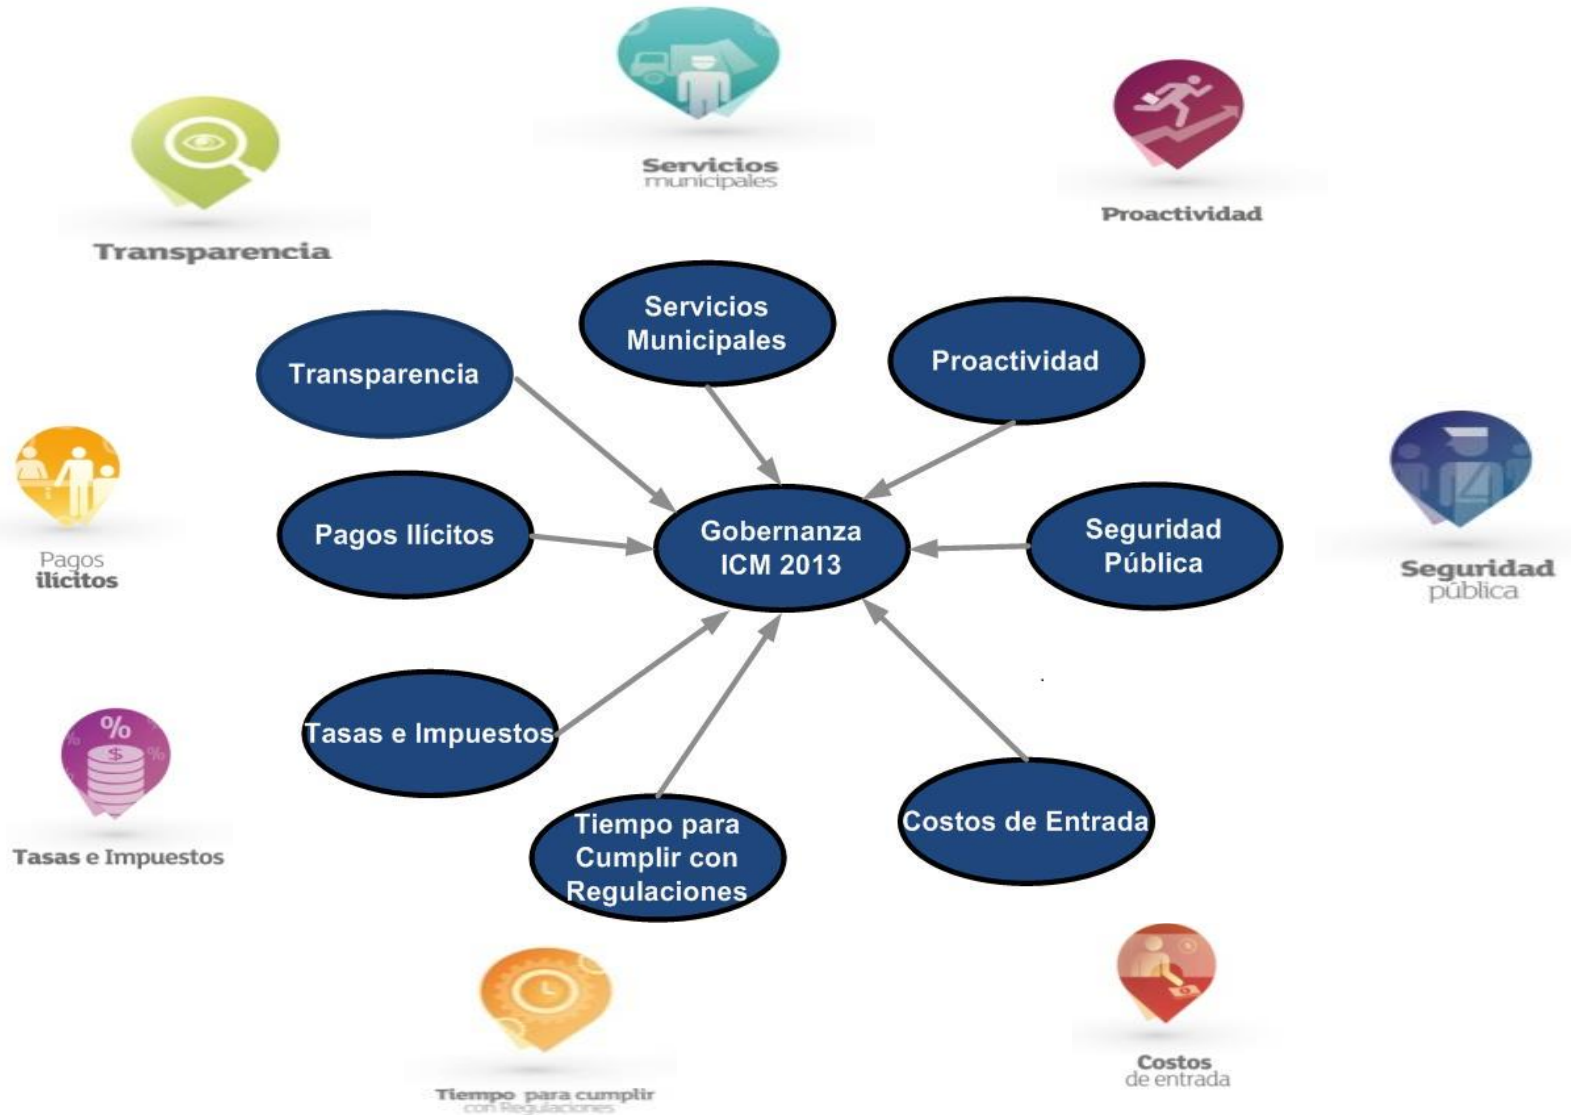 Servicios
municipales
Proactividad
Transparencia
Servicios
Municipales
Proactividad
Transparencia
Pagos Ilícitos
Gobernanza
ICM 2013
Seguridad
Pública
Pagos
ilícitos
Seguridad
pública
Tasas e Impuestos
%
%
%
$
Costos de Entrada
Tiempo para
Cumplir con
Regulaciones
Tasas e Impuestos
Costos
de entrada
Tiempo para cumplir
con Regulaciones